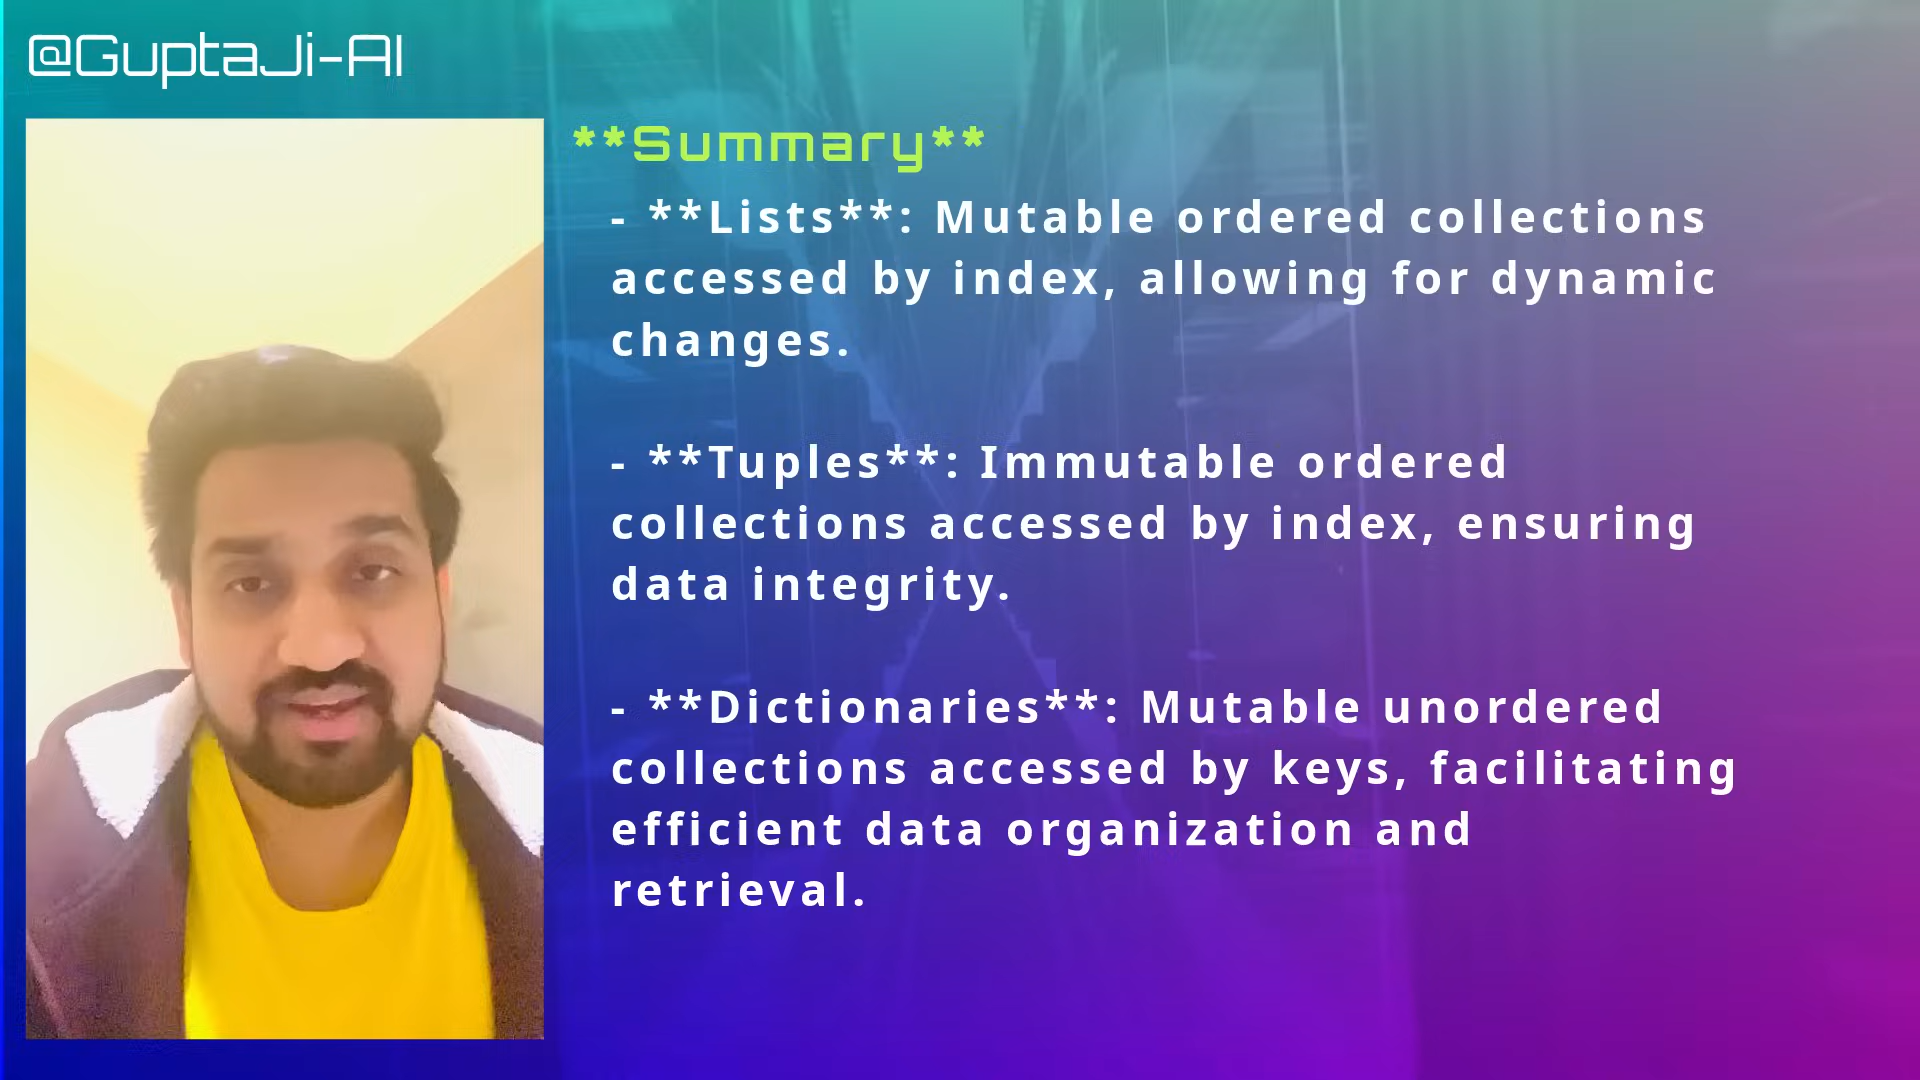 @GuptaJi-AI
**Summary**
- **Lists**: Mutable ordered collections
accessed by index, allowing for dynamic
changes.
- **Tuples**: Immutable ordered
collections accessed by index, ensuring
data integrity.
- **Dictionaries**: Mutable unordered
collections accessed by keys, facilitating
efficient data organization and
retrieval.